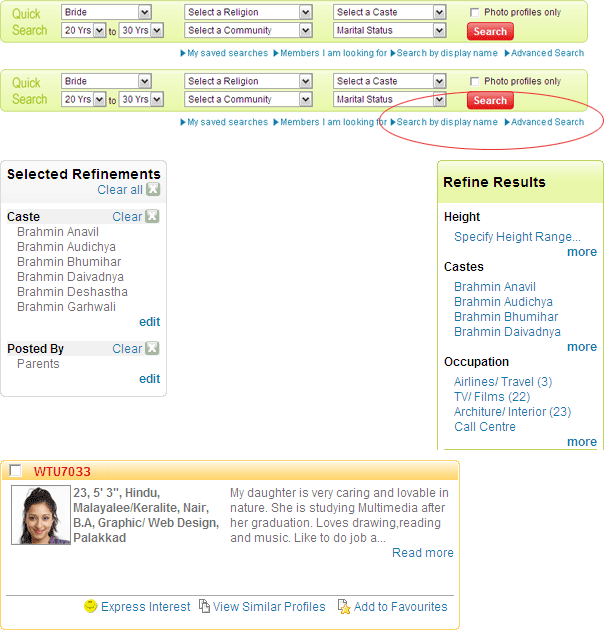 Quick Bride Select a Religion Select a Caste Photo profiles only
Search 20 Yrs to 30 Yrs Select a Community Marital Status Search
My saved searches Members I am looking for Search by display name Advanced Search
Quick Bride Select a Religion Select a Caste Photo profiles only
Search 20 Yrs to 30 Yrs Select a Community Marital Status Search
My saved searches Members I am looking for Search by display name Advanced Search
Selected Refinements
Clear all
Caste Clear
Brahmin Anavil
Brahmin Audichya
Brahmin Bhumihar
Brahmin Daivadnya
Brahmin Deshastha
Brahmin Garhwali
edit
Posted By Clear
Parents
edit
Refine Results
Height
Specify Height Range...
more
Castes
Brahmin Anavil
Brahmin Audichya
Brahmin Bhumihar
Brahmin Daivadnya
more
Occupation
Airlines/ Travel (3)
TV/ Films (22)
Architure/ Interior (23)
Call Centre
more
WTU7033
23, 5' 3", Hindu,
Malayalee/Keralite, Nair,
B.A, Graphic/ Web Design,
Palakkad
My daughter is very caring and lovable in
nature. She is studying Multimedia after
her graduation. Loves drawing,reading
and music. Like to do job a...
Read more
Express Interest View Similar Profiles Add to Favourites